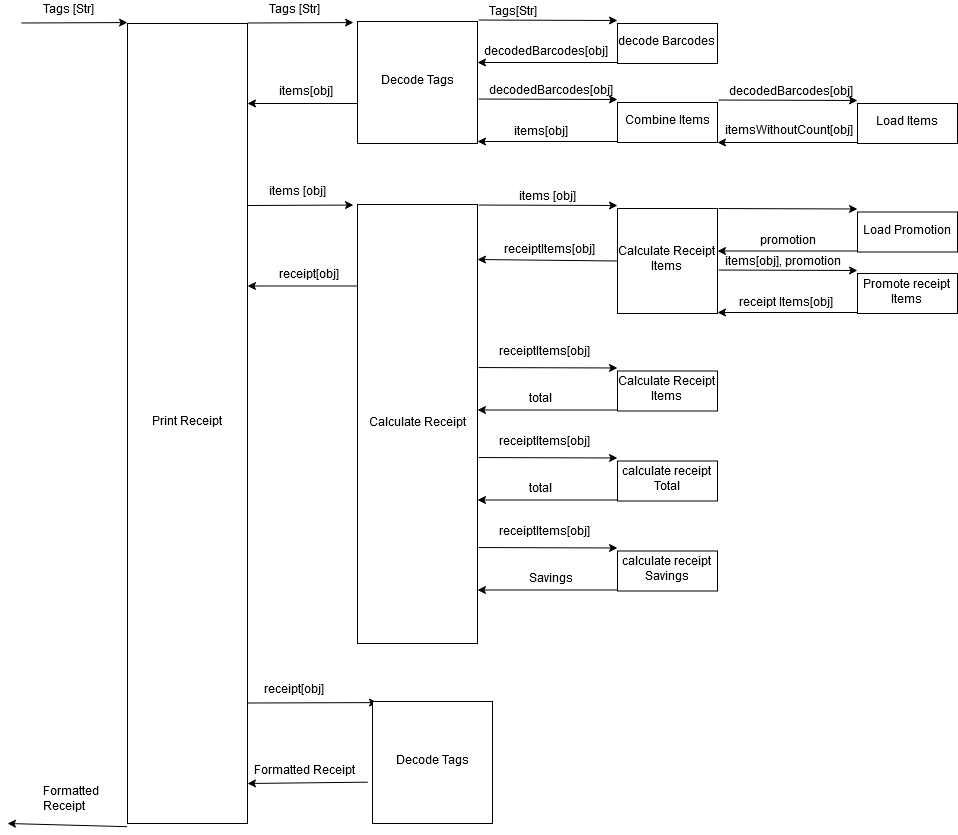 Tags [Str]
Tags [Str]
Tags[Str]
decode Barcodes
decodedBarcodes[obj]
Decode Tags
items[obj]
decodedBarcodes[obj]
decodedBarcodes[obj]
Combine Items
Load Items
items[obj]
itemsWithoutCount[obj]
items [obj]
items [obj]
Load Promotion
promotion
receiptItems[obj]
Calculate Receipt
Items
items[obj], promotion
receipt[obj]
Promote receipt
Items
receipt Items[obj]
receiptItems[obj]
Calculate Receipt
Items
total
Print Receipt
Calculate Receipt
receiptItems[obj]
calculate receipt
Total
total
receiptItems[obj]
calculate receipt
Savings
Savings
receipt[obj]
Decode Tags
Formatted Receipt
Formatted
Receipt